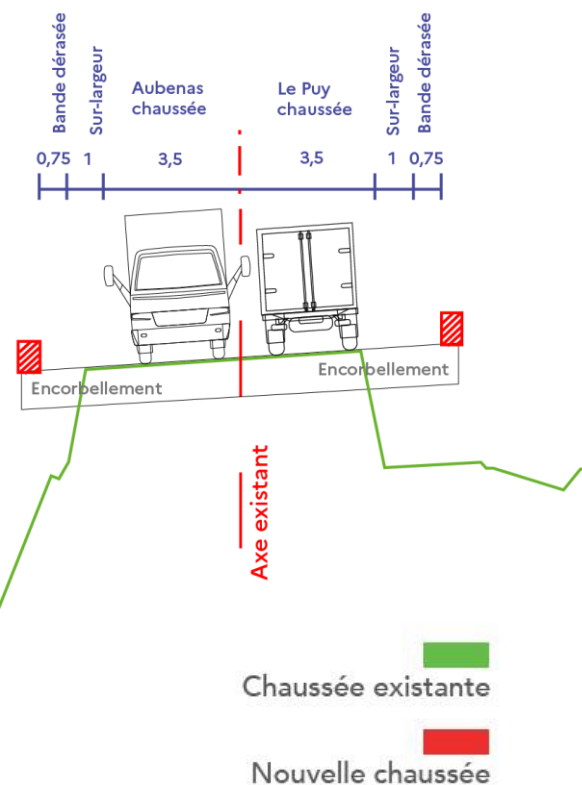 Bande dérasée
Sur-largeur
Aubenas
chaussée
Le Puy
chaussée
Sur-largeur
Bande dérasée
0,75
1
3,5
3,5
1
0,75
Encorbellement
Encorbellement
Axe existant
Chaussée existante
Nouvelle chaussée